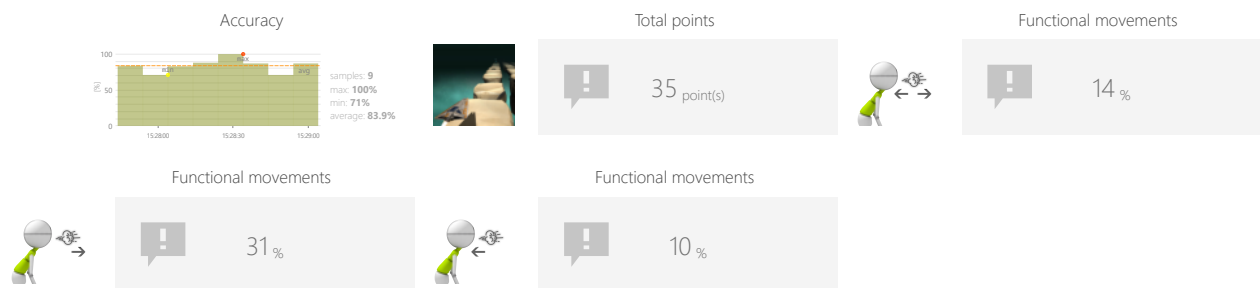 Accuracy
100
50
0
(%)
min
max
avg
15:28:00
15:28:30
15:29:00
samples: 9
max: 100%
min: 71%
average: 83.9%
Total points
35 point(s)
Functional movements
14 %
Functional movements
31 %
Functional movements
10 %